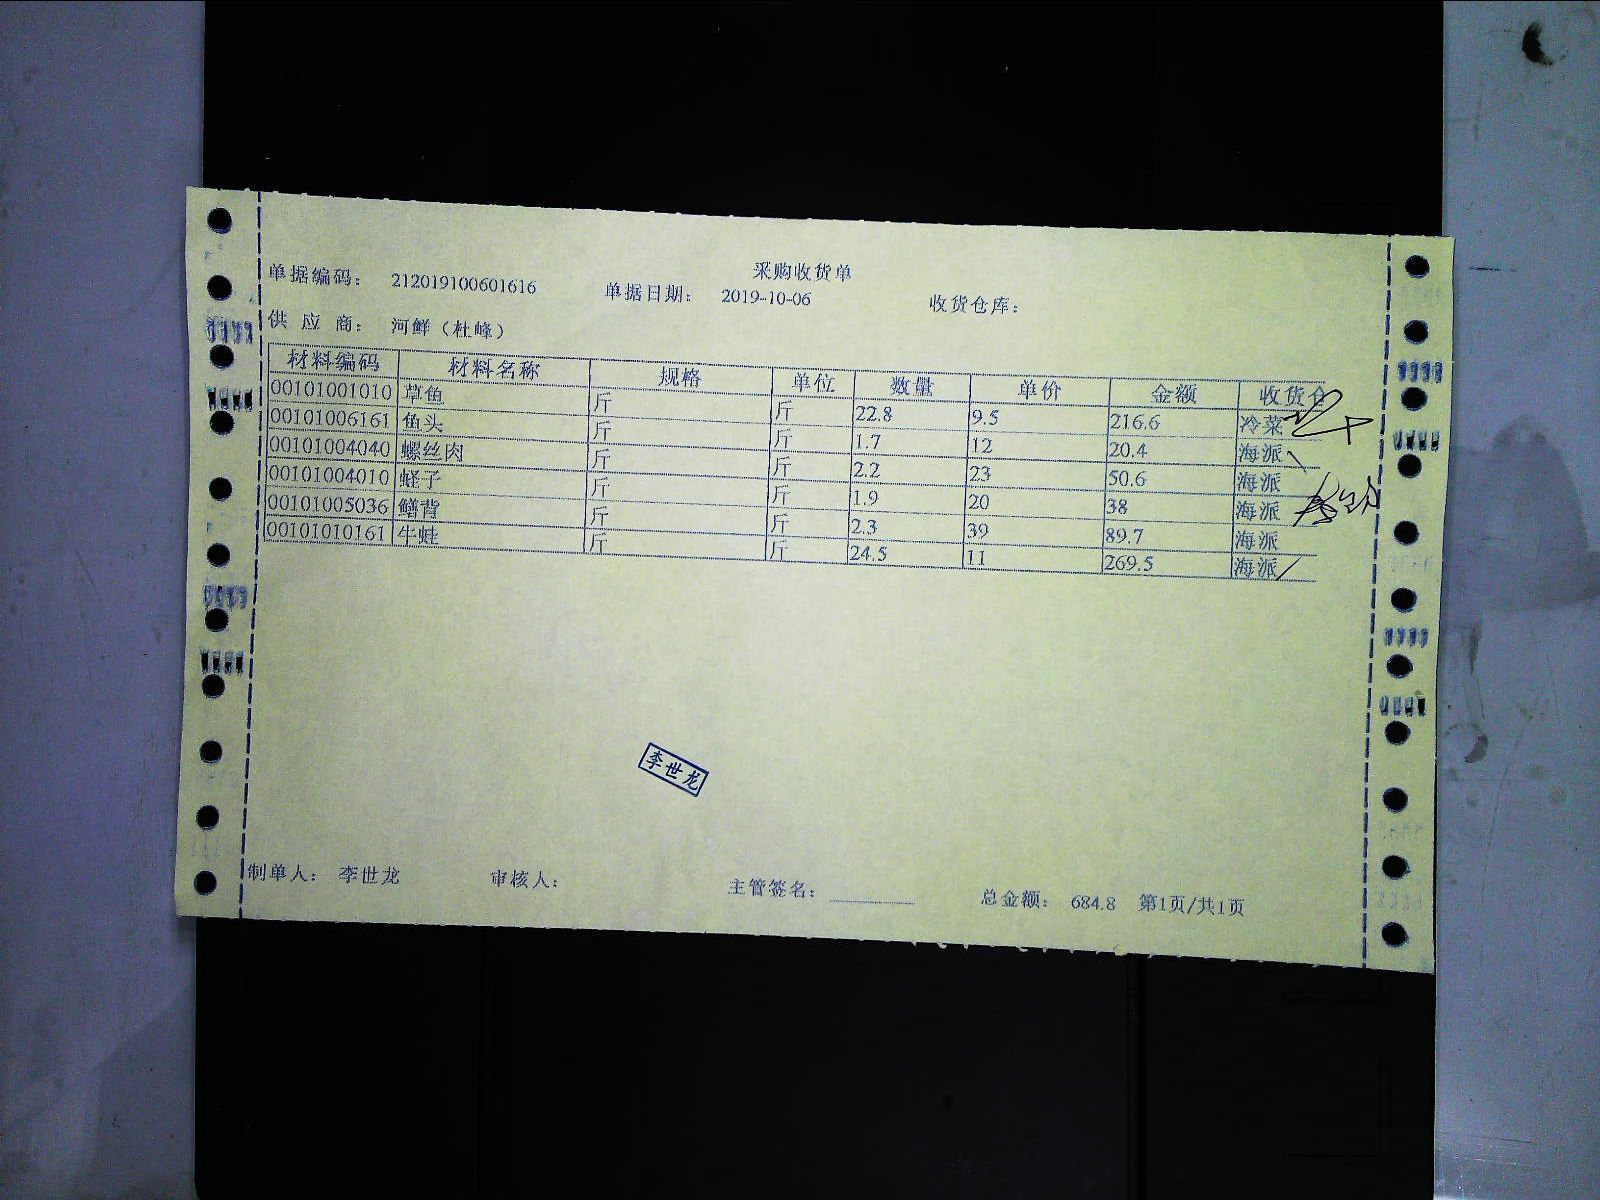 采购收货单
单据编码: 212019100601616 单据日期: 2019-10-06 收货仓库:
供 应 商: 河鲜（杜峰）
材料编码 材料名称 规格 单位 数量 单价 金额 收货仓
00101001010 草鱼 斤 斤 22.8 9.5 216.6 冷菜
00101006161 鱼头 斤 斤 1.7 12 20.4 海派
00101004040 螺丝肉 斤 斤 2.2 23 50.6 海派
00101004010 蛏子 斤 斤 1.9 20 38 海派
00101005036 鳝背 斤 斤 2.3 39 89.7 海派
00101010161 牛蛙 斤 斤 24.5 11 269.5 海派
李世龙
制单人: 李世龙 审核人: 主管签名: 总金额: 684.8 第1页/共1页